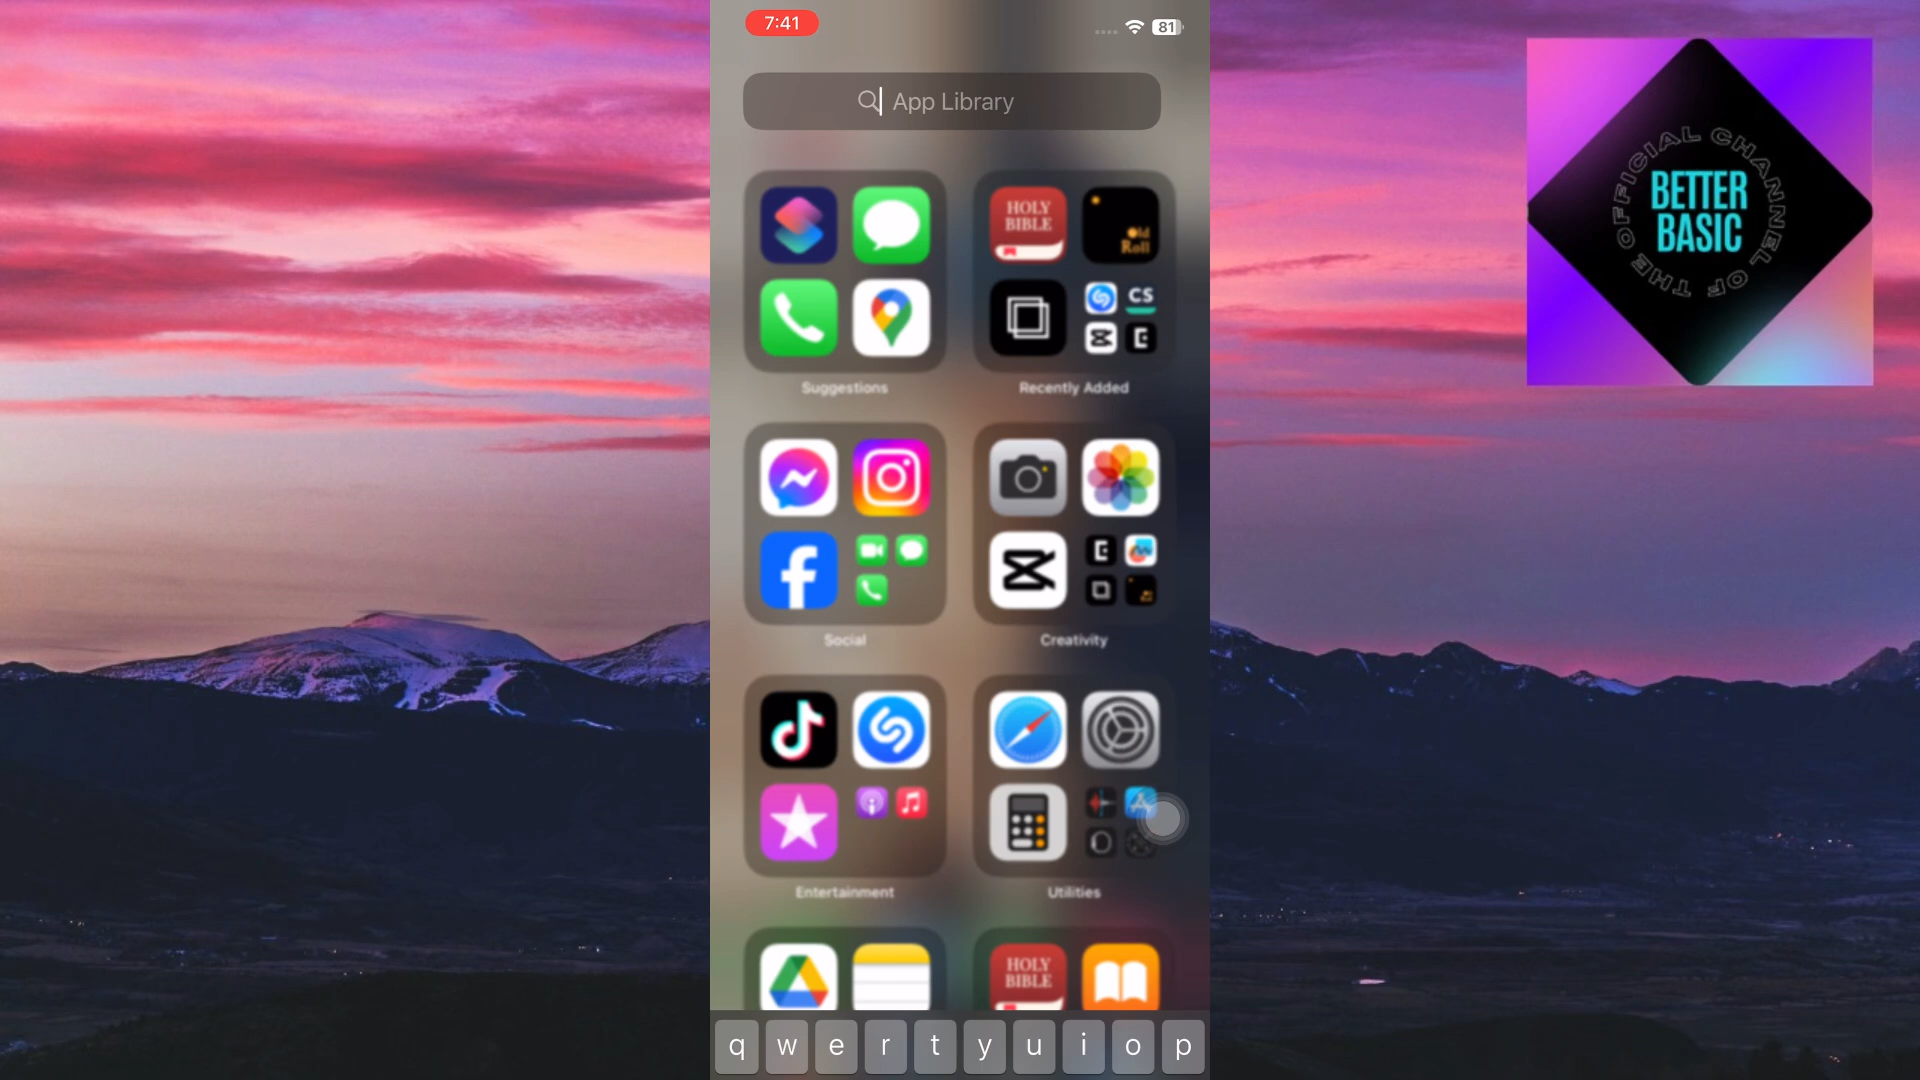 7:41
81
App Library
HOLY
BIBLE
Old
Roll
CS
Suggestions
Recently Added
Social
Creativity
Entertainment
Utilities
HOLY
BIBLE
q w e r t y u i o p
OFFICIAL CHANNEL OF THE
BETTER
BASIC